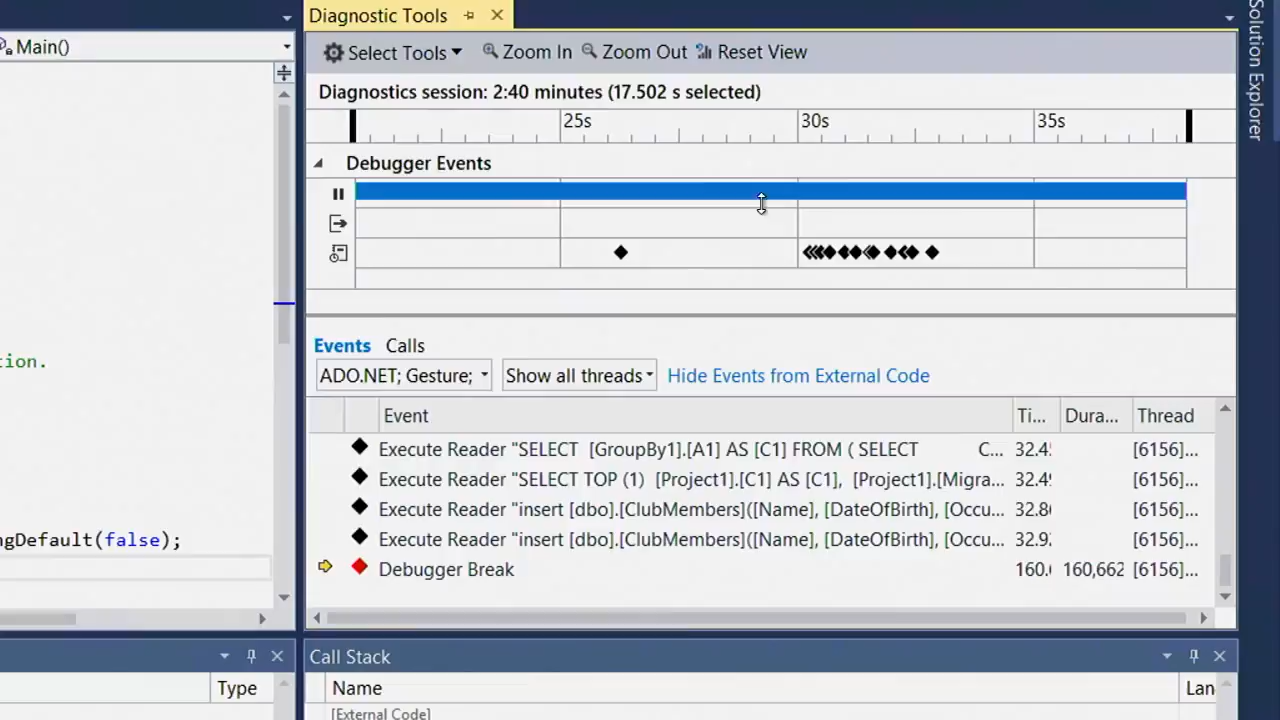 Diagnostic Tools
Main()
Select Tools Zoom In Zoom Out Reset View
Solution Explorer
Diagnostics session: 2:40 minutes (17.502 s selected)
25s 30s 35s
Debugger Events
Events Calls
ADO.NET; Gesture; Show all threads Hide Events from External Code
Event Ti... Dura... Thread
Execute Reader "SELECT [GroupBy1].[A1] AS [C1] FROM ( SELECT C... 32.45 [6156]...
Execute Reader "SELECT TOP (1) [Project1].[C1] AS [C1], [Project1].[Migra... 32.49 [6156]...
Execute Reader "insert [dbo].[ClubMembers]([Name], [DateOfBirth], [Occu... 32.86 [6156]...
Execute Reader "insert [dbo].[ClubMembers]([Name], [DateOfBirth], [Occu... 32.92 [6156]...
Debugger Break 160. 160,662 [6156]...
tion.
ngDefault(false);
Call Stack
Type
Name Lan
[External Code]